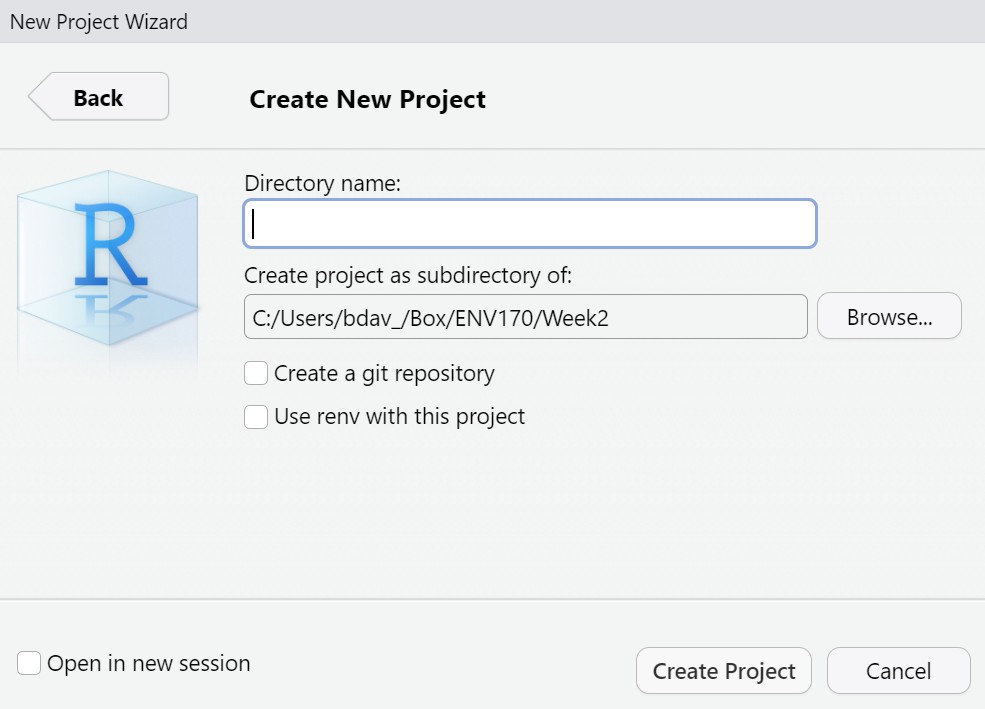 New Project Wizard
Back
Create New Project
R
Directory name:
Create project as subdirectory of:
C:/Users/bdav_/Box/ENV170/Week2
Browse...
Create a git repository
Use renv with this project
Open in new session
Create Project
Cancel